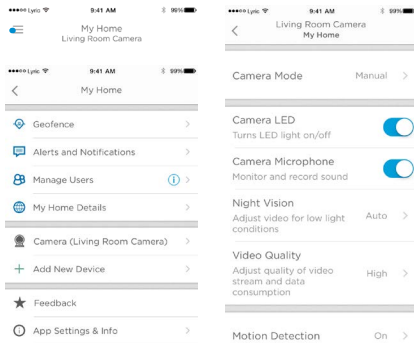 Lyric 9:41 AM 99%
My Home
Living Room Camera
Lyric 9:41 AM 99%
My Home
Geofence
Alerts and Notifications
Manage Users
My Home Details
Camera (Living Room Camera)
Add New Device
Feedback
App Settings & Info
Lyric 9:41 AM 99%
Living Room Camera
My Home
Camera Mode Manual
Camera LED
Turns LED light on/off
Camera Microphone
Monitor and record sound
Night Vision
Adjust video for low light Auto
conditions
Video Quality
Adjust quality of video
stream and data High
consumption
Motion Detection On